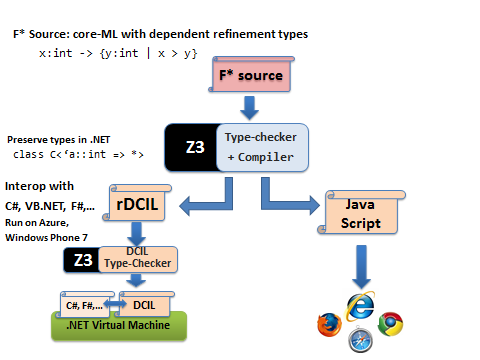 F* Source: core-ML with dependent refinement types
x:int -> {y:int | x > y}
F* source
Z3
Type-checker
+ Compiler
Preserve types in .NET
class C<‘a::int => *>
Interop with
C#, VB.NET, F#,...
Run on Azure,
Windows Phone 7
rDCIL
Java
Script
Z3
DCIL
Type-Checker
C#, F#,...
DCIL
.NET Virtual Machine